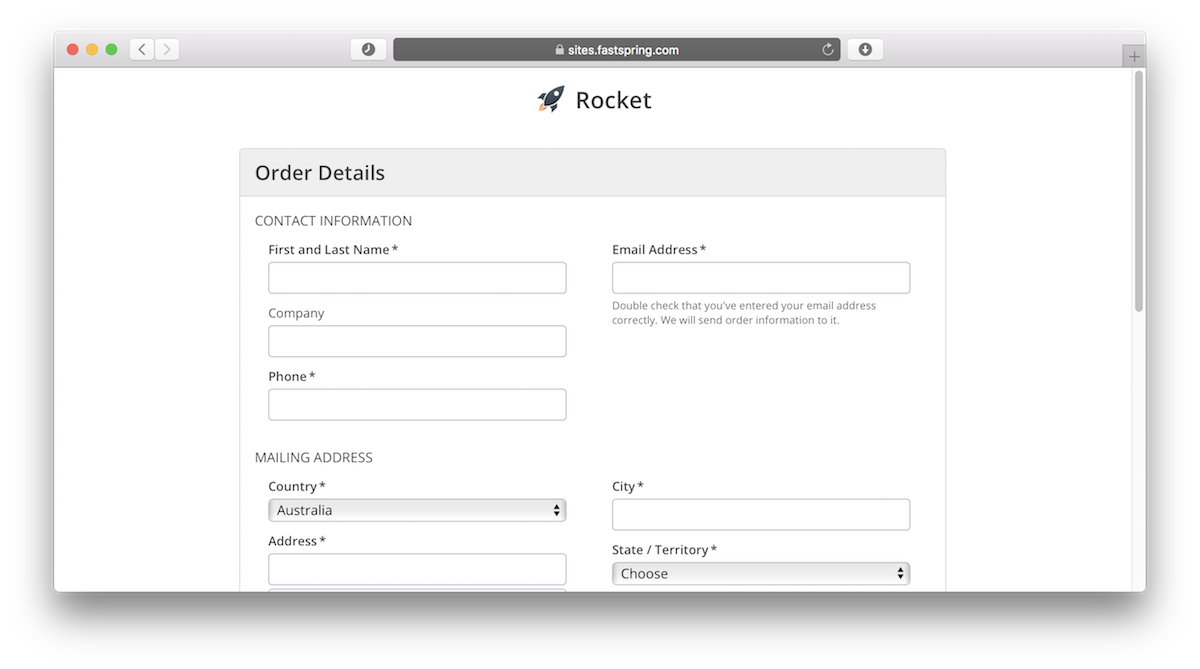 sites.fastspring.com
Rocket
Order Details
CONTACT INFORMATION
First and Last Name*
Email Address*
Double check that you've entered your email address
correctly. We will send order information to it.
Company
Phone*
MAILING ADDRESS
Country*
Australia
City*
Address*
State / Territory*
Choose